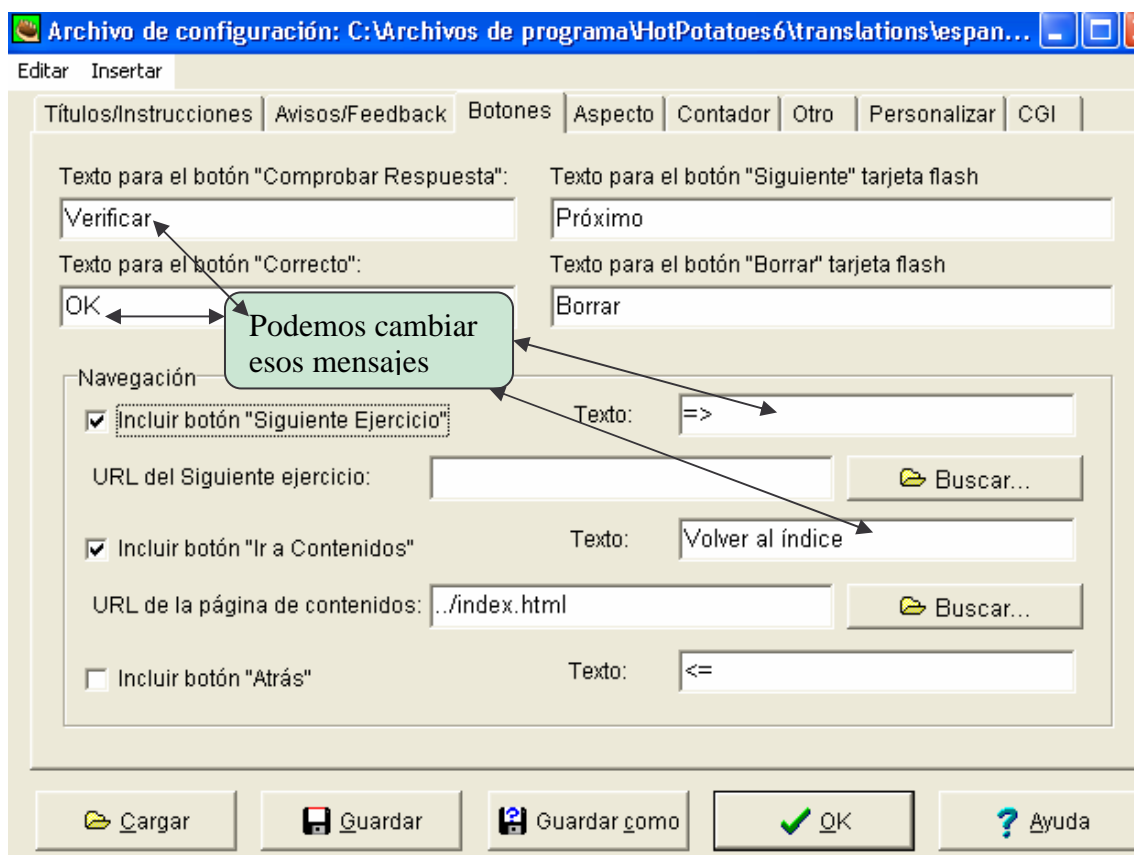 Archivo de configuración: C:\Archivos de programa\HotPotatoes6\translations\espan...
Editar Insertar
Títulos/Instrucciones Avisos/Feedback Botones Aspecto Contador Otro Personalizar CGI
Texto para el botón "Comprobar Respuesta": Texto para el botón "Siguiente" tarjeta flash
Verificar Próximo
Texto para el botón "Correcto": Texto para el botón "Borrar" tarjeta flash
OK Borrar
Podemos cambiar
esos mensajes
Navegación
Incluir botón "Siguiente Ejercicio" Texto: =>
URL del Siguiente ejercicio: Buscar...
Incluir botón "Ir a Contenidos" Texto: Volver al índice
URL de la página de contenidos: ../index.html Buscar...
Incluir botón "Atrás" Texto: <=
Cargar Guardar Guardar como OK Ayuda